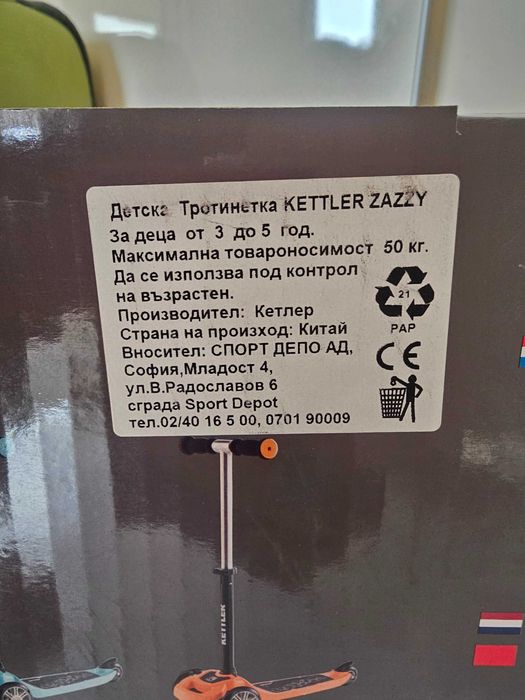 Детска Тротинетка KETTLER ZAZZY
За деца от 3 до 5 год.
Максимална товароносимост 50 кг.
Да се използва под контрол
на възрастен.
Производител: Кетлер
Страна на произход: Китай
Вносител: СПОРТ ДЕПО АД,
София,Младост 4,
ул.В.Радославов 6
сграда Sport Depot
тел.02/40 16 5 00, 0701 90009
21
PAP
CE
KETTLER